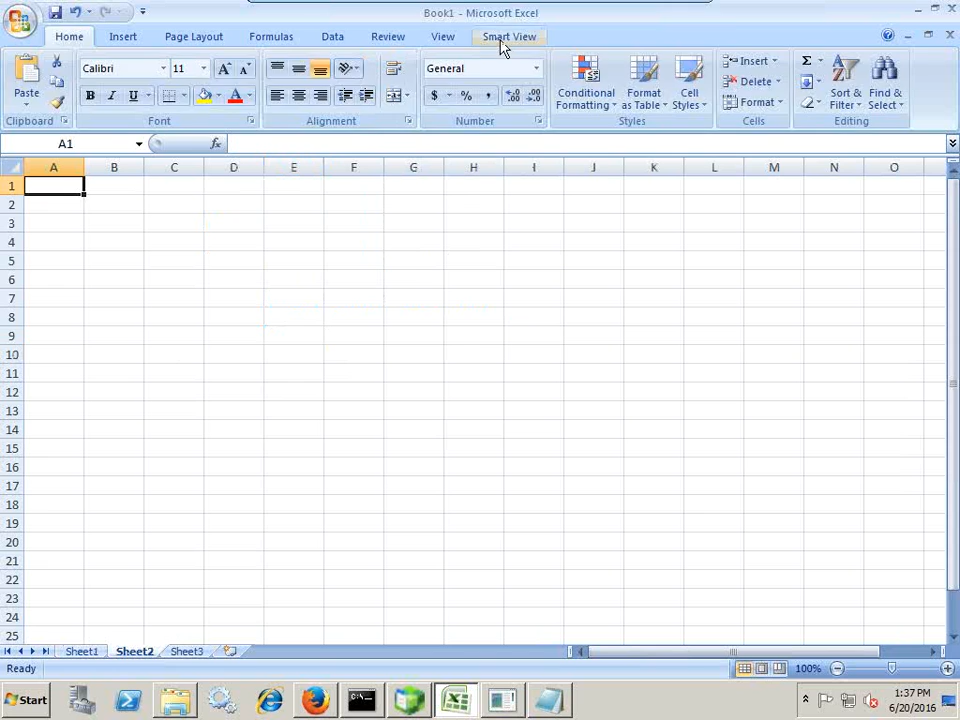 Book1 - Microsoft Excel
Home Insert Page Layout Formulas Data Review View Smart View
Paste
Calibri 11 A A
B I U A
General
$ % , .00 .0
Conditional Formatting Format as Table Cell Styles
Insert
Delete
Format
Σ
Sort & Filter Find & Select
Clipboard Font Alignment Number Styles Cells Editing
A1 fx
A B C D E F G H I J K L M N O
1
2
3
4
5
6
7
8
9
10
11
12
13
14
15
16
17
18
19
20
21
22
23
24
25
Sheet1 Sheet2 Sheet3
Ready 100%
Start 1:37 PM
6/20/2016